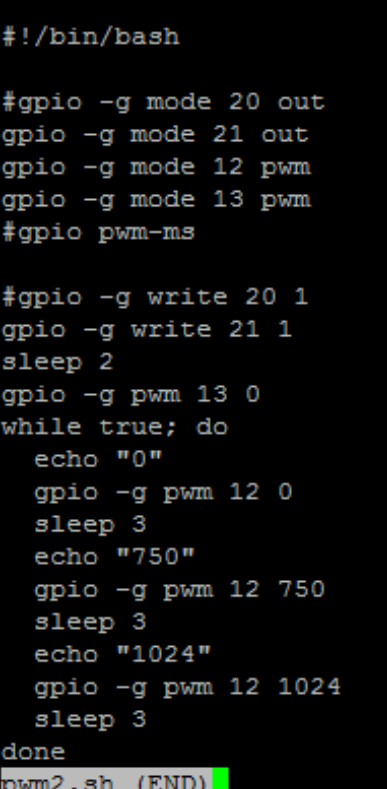 #!/bin/bash
#gpio -g mode 20 out
gpio -g mode 21 out
gpio -g mode 12 pwm
gpio -g mode 13 pwm
#gpio pwm-ms
#gpio -g write 20 1
gpio -g write 21 1
sleep 2
gpio -g pwm 13 0
while true; do
  echo "0"
  gpio -g pwm 12 0
  sleep 3
  echo "750"
  gpio -g pwm 12 750
  sleep 3
  echo "1024"
  gpio -g pwm 12 1024
  sleep 3
done
pwm2.sh (END)